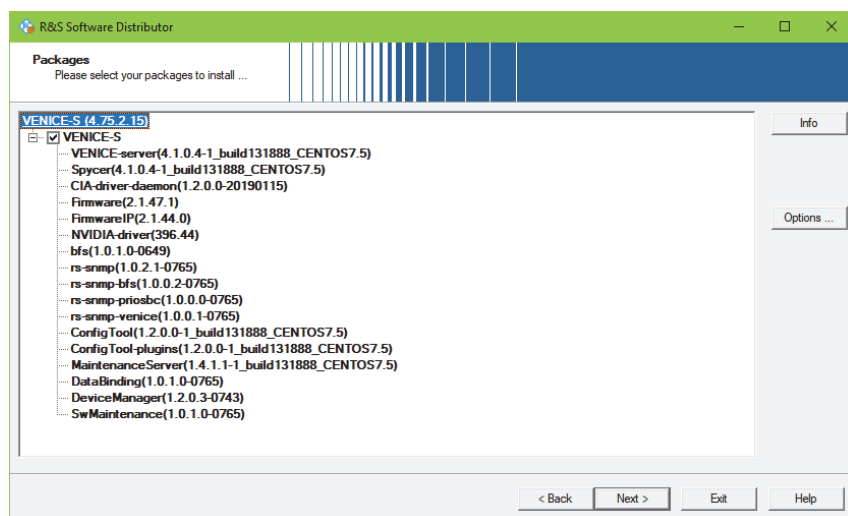 R&S Software Distributor
Packages
Please select your packages to install ...
VENICE-S (4.75.2.15)
Info
VENICE-S
VENICE-server(4.1.0.4-1_build131888_CENTOS7.5)
Spycer(4.1.0.4-1_build131888_CENTOS7.5)
CIA-driver-daemon(1.2.0.0-20190115)
Firmware(2.1.47.1)
FirmwareIP(2.1.44.0)
Options ...
NVIDIA-driver(396.44)
bfs(1.0.1.0-0649)
rs-snmp(1.0.2.1-0765)
rs-snmp-bfs(1.0.0.2-0765)
rs-snmp-priosbc(1.0.0.0-0765)
rs-snmp-venice(1.0.0.1-0765)
ConfigTool(1.2.0.0-1_build131888_CENTOS7.5)
ConfigTool-plugins(1.2.0.0-1_build131888_CENTOS7.5)
MaintenanceServer(1.4.1.1-1_build131888_CENTOS7.5)
DataBinding(1.0.1.0-0765)
DeviceManager(1.2.0.3-0743)
SwMaintenance(1.0.1.0-0765)
< Back Next > Exit Help